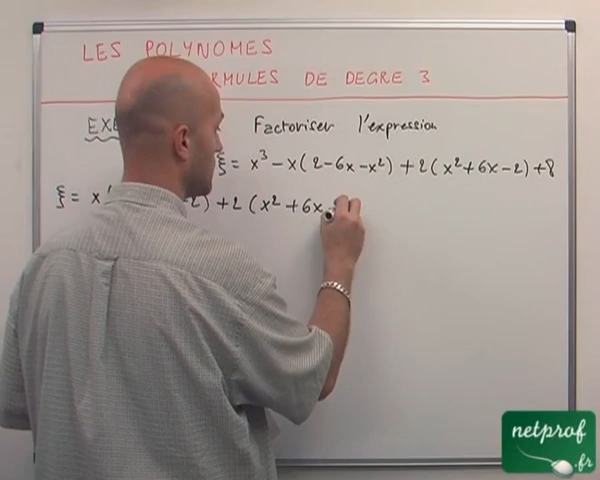 LES POLYNOMES
RMULES DE DEGRE 3
EX Factoriser l'expression
ξ = x³ - x(2-6x-x²) + 2(x²+6x-2)+8
ξ = x 2) + 2 (x² + 6x
netprof
.fr